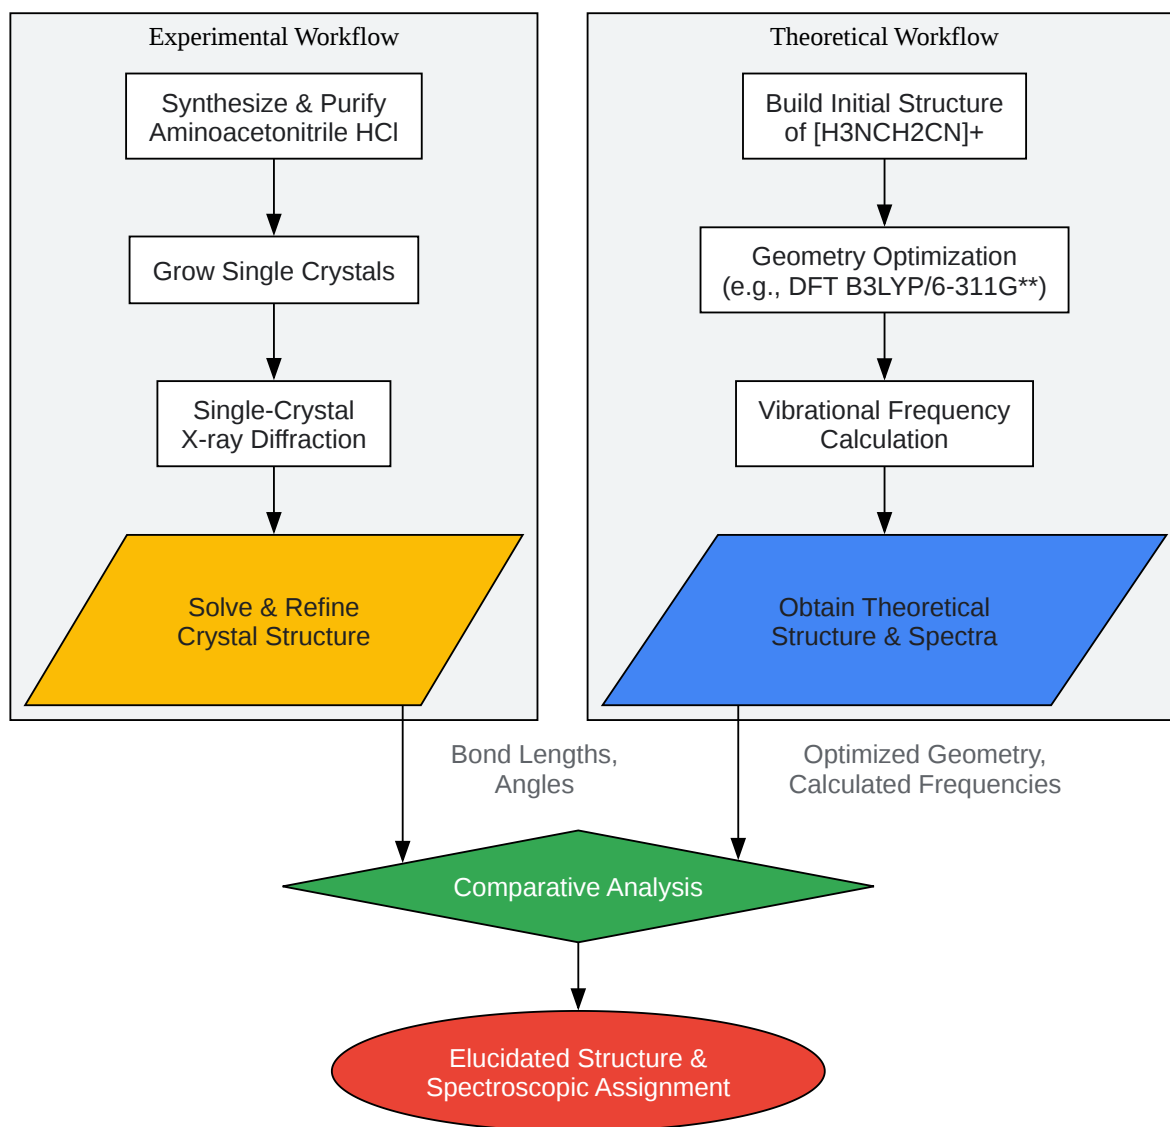 Experimental Workflow
Synthesize & Purify
Aminoacetonitrile HCl
Grow Single Crystals
Single-Crystal
X-ray Diffraction
Solve & Refine
Crystal Structure
Theoretical Workflow
Build Initial Structure
of [H3NCH2CN]+
Geometry Optimization
(e.g., DFT B3LYP/6-311G**)
Vibrational Frequency
Calculation
Obtain Theoretical
Structure & Spectra
Bond Lengths,
Angles
Optimized Geometry,
Calculated Frequencies
Comparative Analysis
Elucidated Structure &
Spectroscopic Assignment